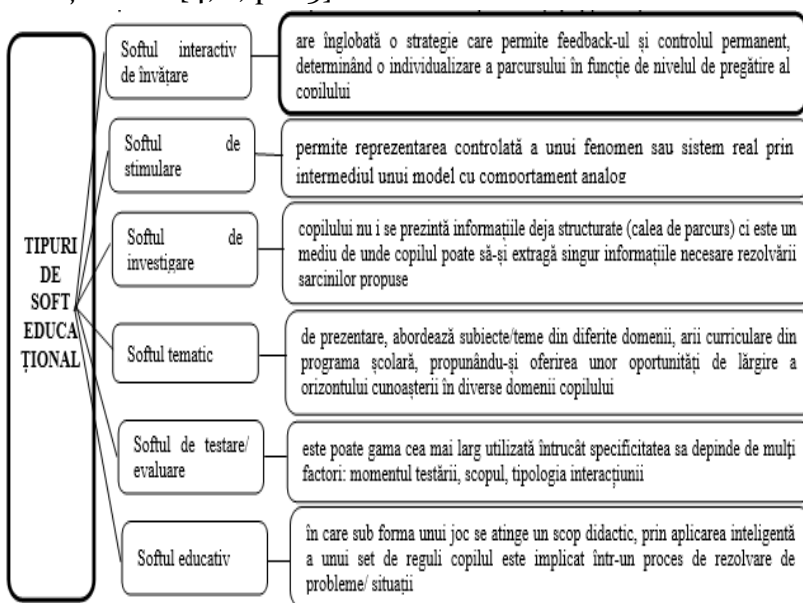 TIPURI
DE
SOFT
EDUCA
ȚIONAL
Softul interactiv
de învățare
are înglobată o strategie care permite feedback-ul și controlul permanent,
determinând o individualizare a parcursului în funcție de nivelul de pregătire al
copilului
Softul de
stimulare
permite reprezentarea controlată a unui fenomen sau sistem real prin
intermediul unui model cu comportament analog
Softul de
investigare
copilului nu i se prezintă informațiile deja structurate (calea de parcurs) ci este un
mediu de unde copilul poate să-și extragă singur informațiile necesare rezolvării
sarcinilor propuse
Softul tematic
de prezentare, abordează subiecte/teme din diferite domenii, arii curriculare din
programa școlară, propunându-și oferirea unor oportunități de lărgire a
orizontului cunoașterii în diverse domenii copilului
Softul de testare/
evaluare
este poate gama cea mai larg utilizată întrucât specificitatea sa depinde de mulți
factori: momentul testării, scopul, tipologia interacțiunii
Softul educativ
în care sub forma unui joc se atinge un scop didactic, prin aplicarea inteligentă
a unui set de reguli copilul este implicat într-un proces de rezolvare de
probleme/ situații